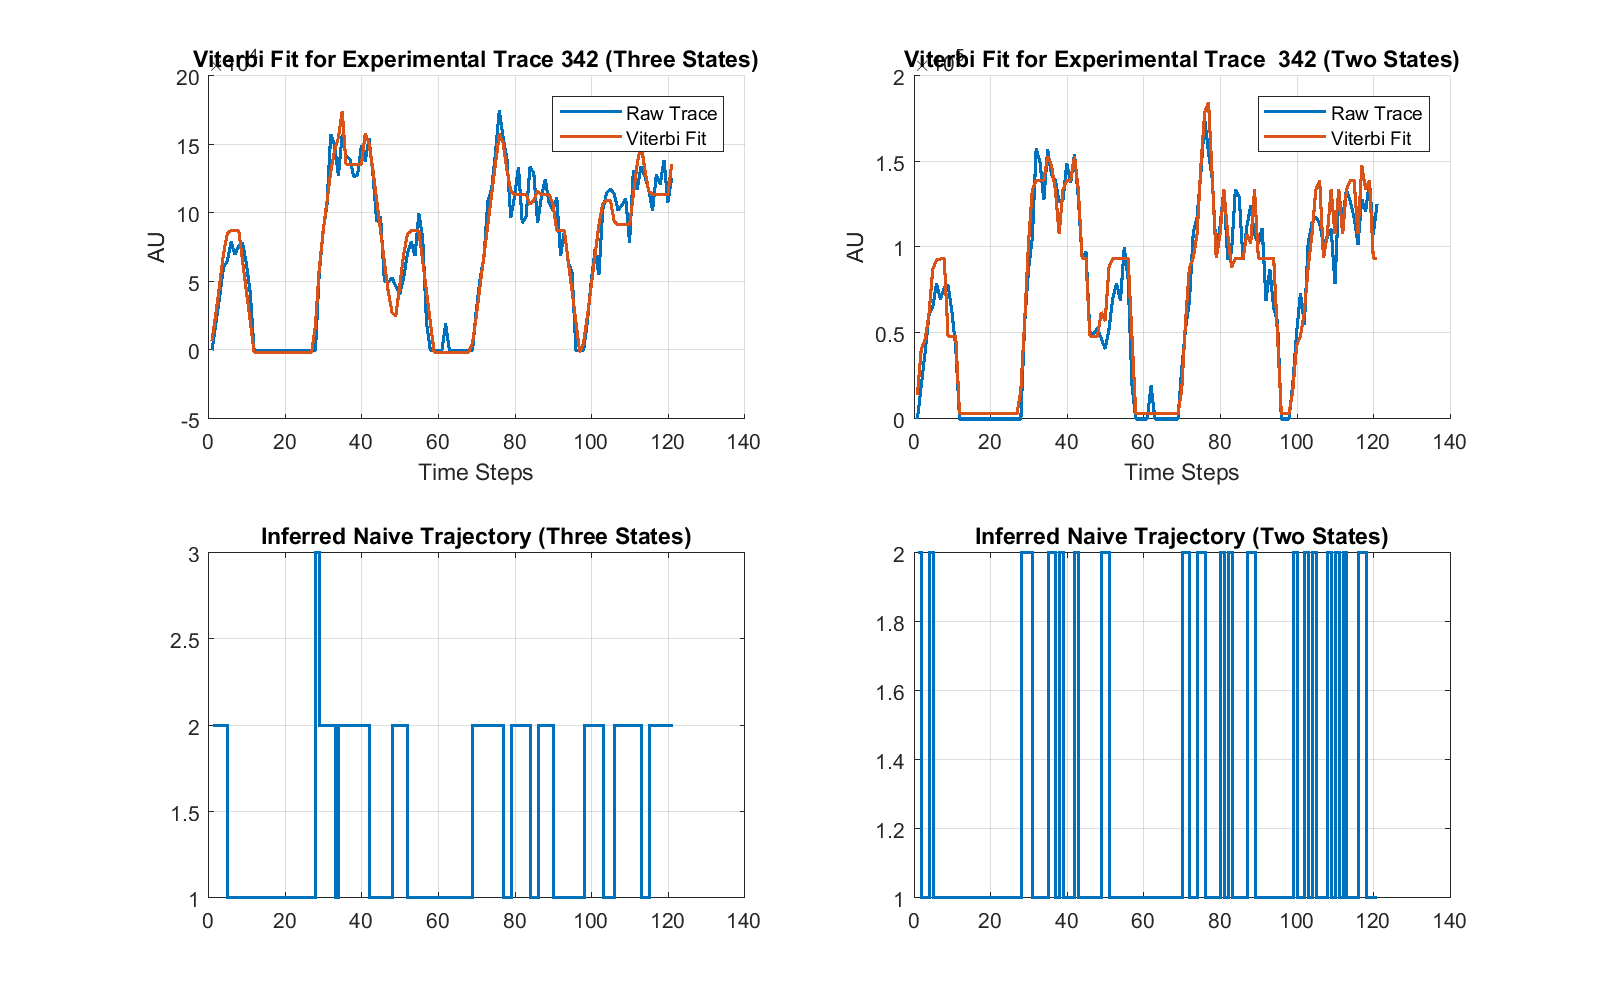 Viterbi Fit for Experimental Trace 342 (Three States)
×10⁴
20
15
10
5
0
-5
AU
0 20 40 60 80 100 120 140
Time Steps
Raw Trace
Viterbi Fit
Viterbi Fit for Experimental Trace 342 (Two States)
×10⁵
2
1.5
1
0.5
0
AU
0 20 40 60 80 100 120 140
Time Steps
Raw Trace
Viterbi Fit
Inferred Naive Trajectory (Three States)
3
2.5
2
1.5
1
0 20 40 60 80 100 120 140
Inferred Naive Trajectory (Two States)
2
1.8
1.6
1.4
1.2
1
0 20 40 60 80 100 120 140